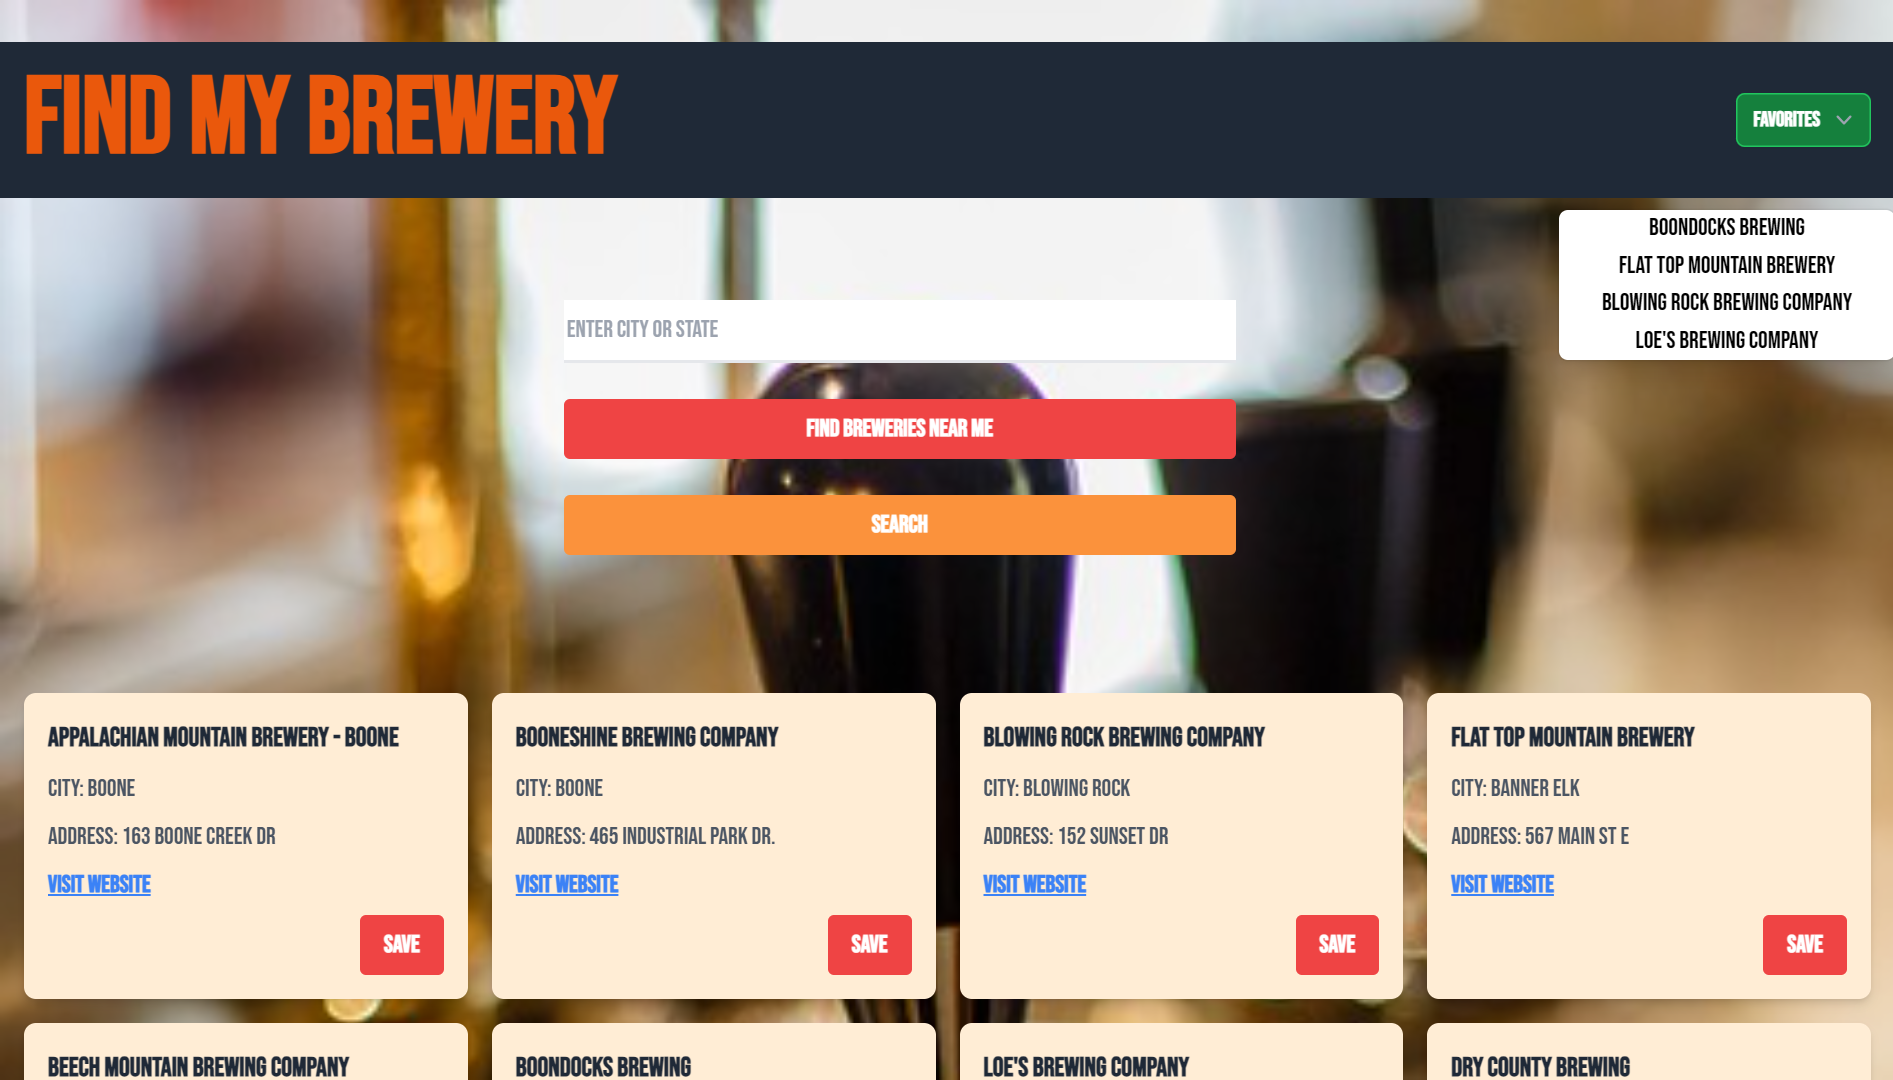 FIND MY BREWERY
FAVORITES
BOONDOCKS BREWING
FLAT TOP MOUNTAIN BREWERY
BLOWING ROCK BREWING COMPANY
LOE'S BREWING COMPANY
ENTER CITY OR STATE
FIND BREWERIES NEAR ME
SEARCH
APPALACHIAN MOUNTAIN BREWERY - BOONE
CITY: BOONE
ADDRESS: 163 BOONE CREEK DR
VISIT WEBSITE
SAVE
BOONESHINE BREWING COMPANY
CITY: BOONE
ADDRESS: 465 INDUSTRIAL PARK DR.
VISIT WEBSITE
SAVE
BLOWING ROCK BREWING COMPANY
CITY: BLOWING ROCK
ADDRESS: 152 SUNSET DR
VISIT WEBSITE
SAVE
FLAT TOP MOUNTAIN BREWERY
CITY: BANNER ELK
ADDRESS: 567 MAIN ST E
VISIT WEBSITE
SAVE
BEECH MOUNTAIN BREWING COMPANY
BOONDOCKS BREWING
LOE'S BREWING COMPANY
DRY COUNTY BREWING